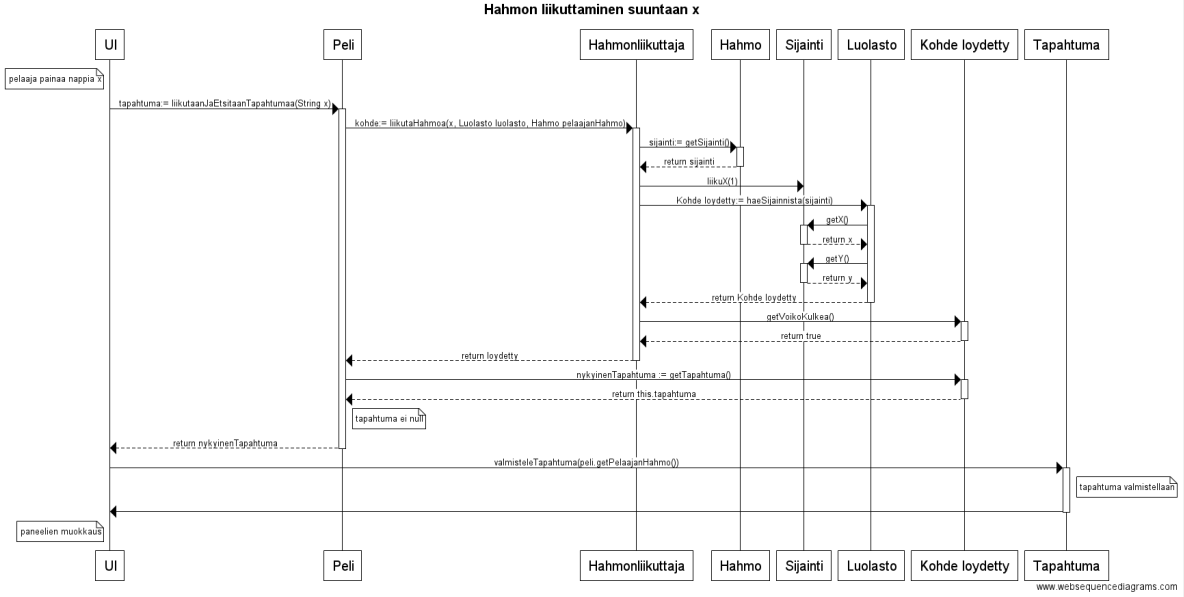 Hahmon liikuttaminen suuntaan x
UI
Peli
Hahmonliikuttaja
Hahmo
Sijainti
Luolasto
Kohde loydetty
Tapahtuma
pelaaja painaa nappia x
tapahtuma:= liikutaanJaEtsitaanTapahtumaa(String x)
kohde:= liikutaHahmoa(x, Luolasto luolasto, Hahmo pelaajanHahmo)
sijainti:= getSijainti()
return sijainti
liikuX(1)
Kohde loydetty:= haeSijainnista(sijainti)
getX()
return x
getY()
return y
return Kohde loydetty
getVoikoKulkea()
return true
return loydetty
nykyinenTapahtuma := getTapahtuma()
return this.tapahtuma
tapahtuma ei null
return nykyinenTapahtuma
valmisteleTapahtuma(peli.getPelaajanHahmo())
tapahtuma valmistellaan
paneelien muokkaus
UI
Peli
Hahmonliikuttaja
Hahmo
Sijainti
Luolasto
Kohde loydetty
Tapahtuma
www.websequencediagrams.com